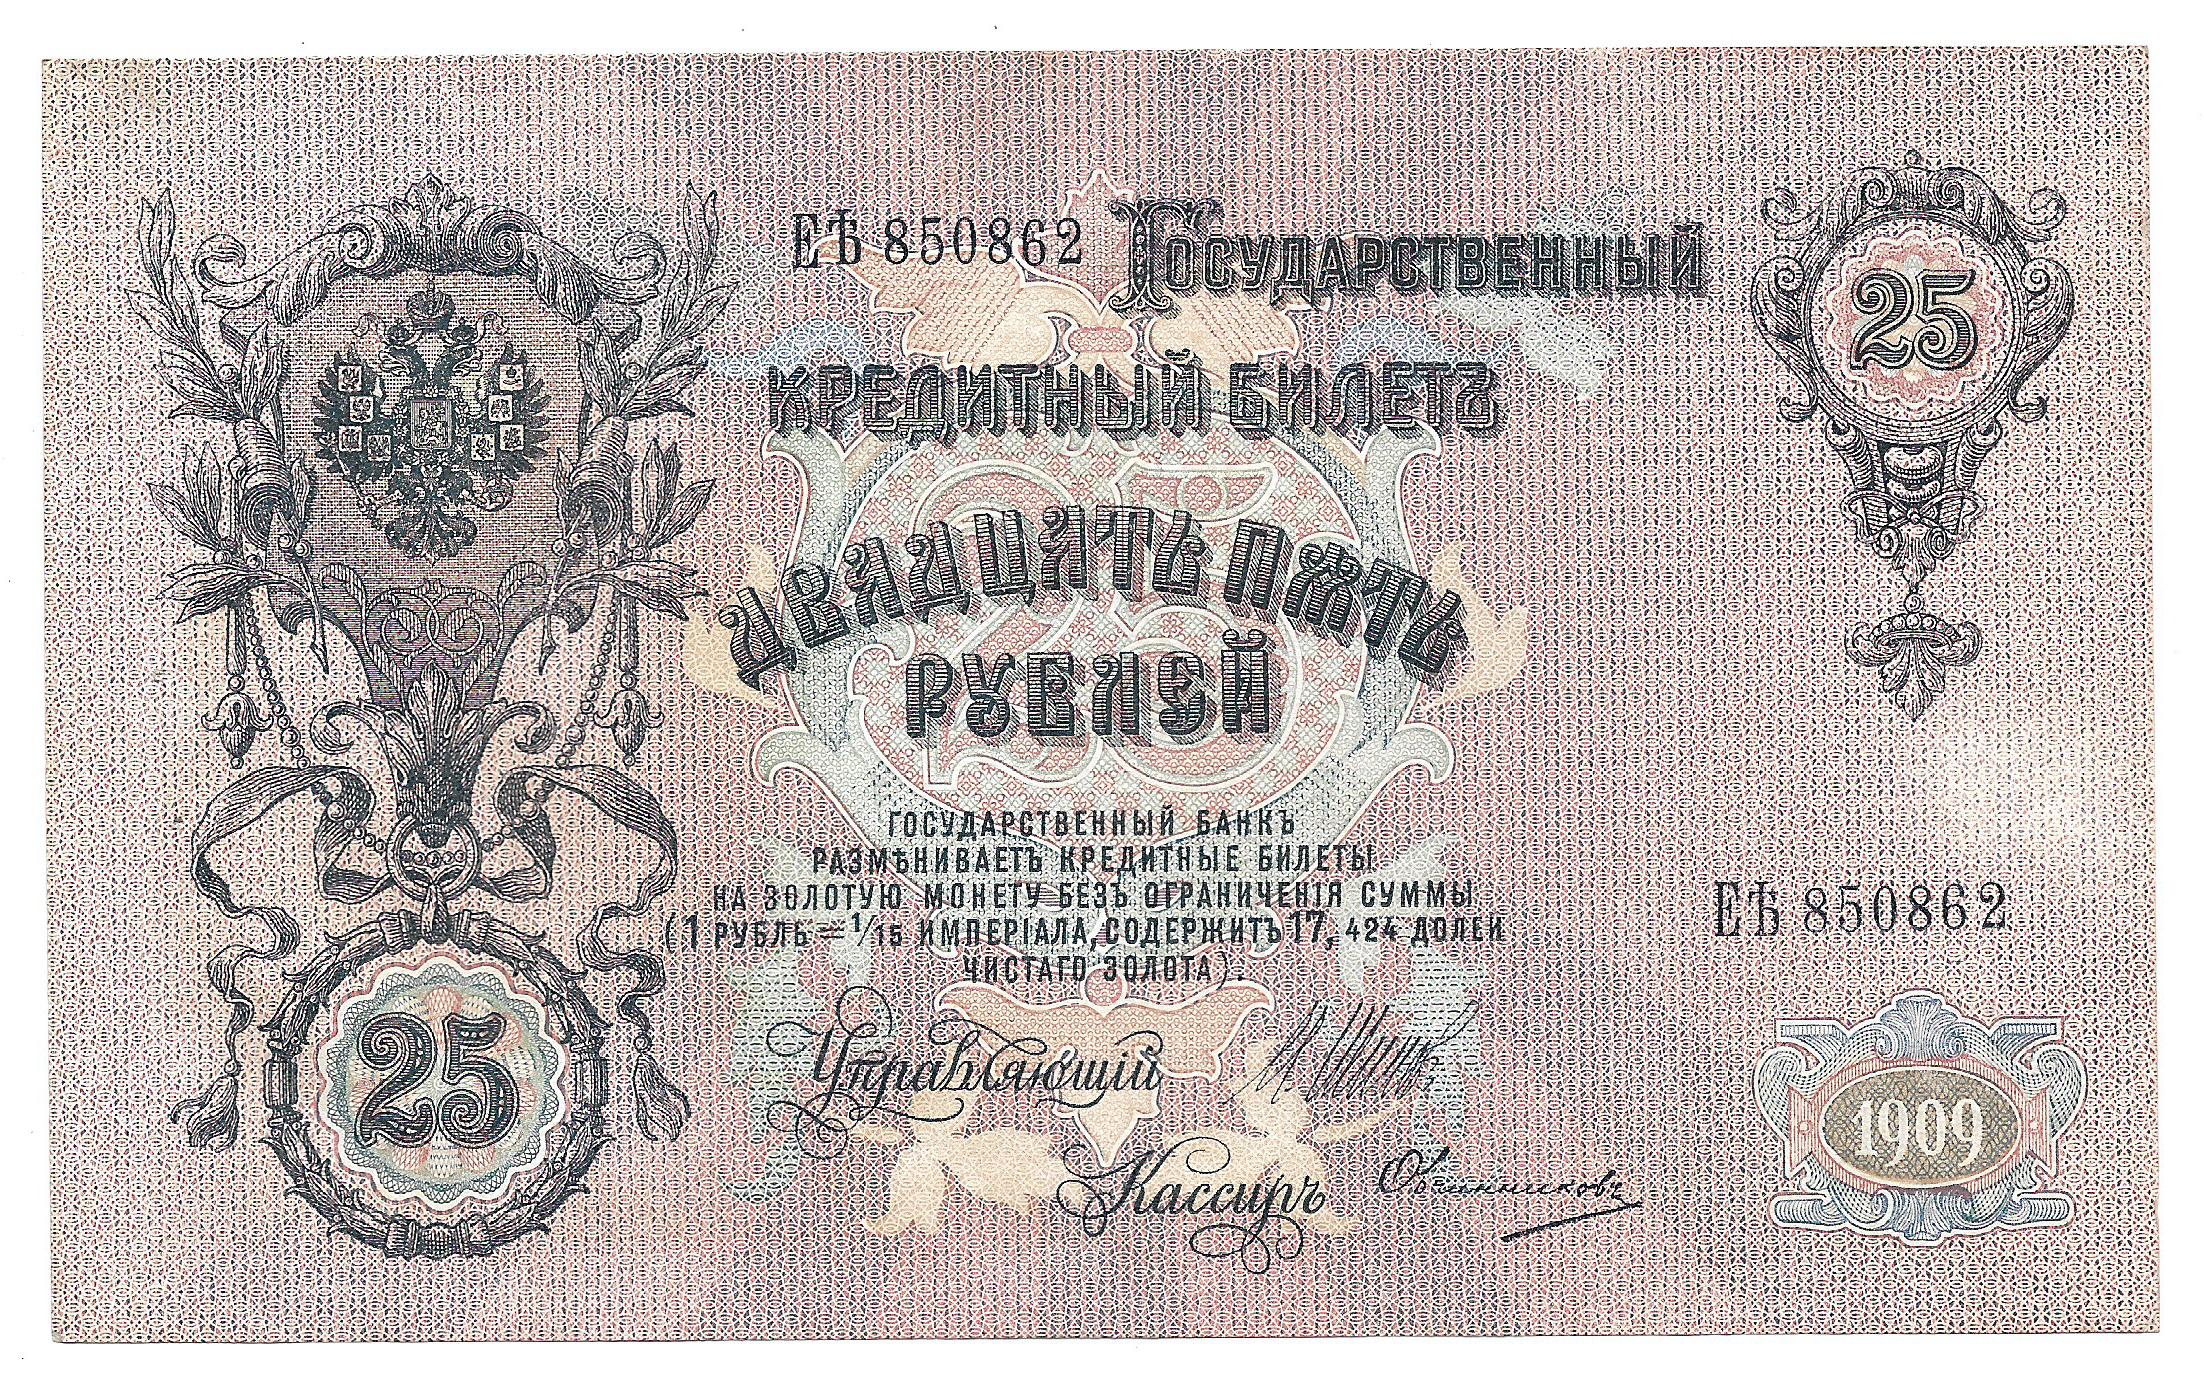 ЕѢ 850862 Государственный
Кредитный Билетъ
25
Двадцать пять
рублей
Государственный Банкъ
размѣниваетъ кредитные билеты
на золотую монету безъ ограниченія суммы
(1 рубль = 1/15 имперіала, содержитъ 17, 424 долей
чистаго золота).
ЕѢ 850862
25
Управляющій
Кассиръ Овчинниковъ
1909